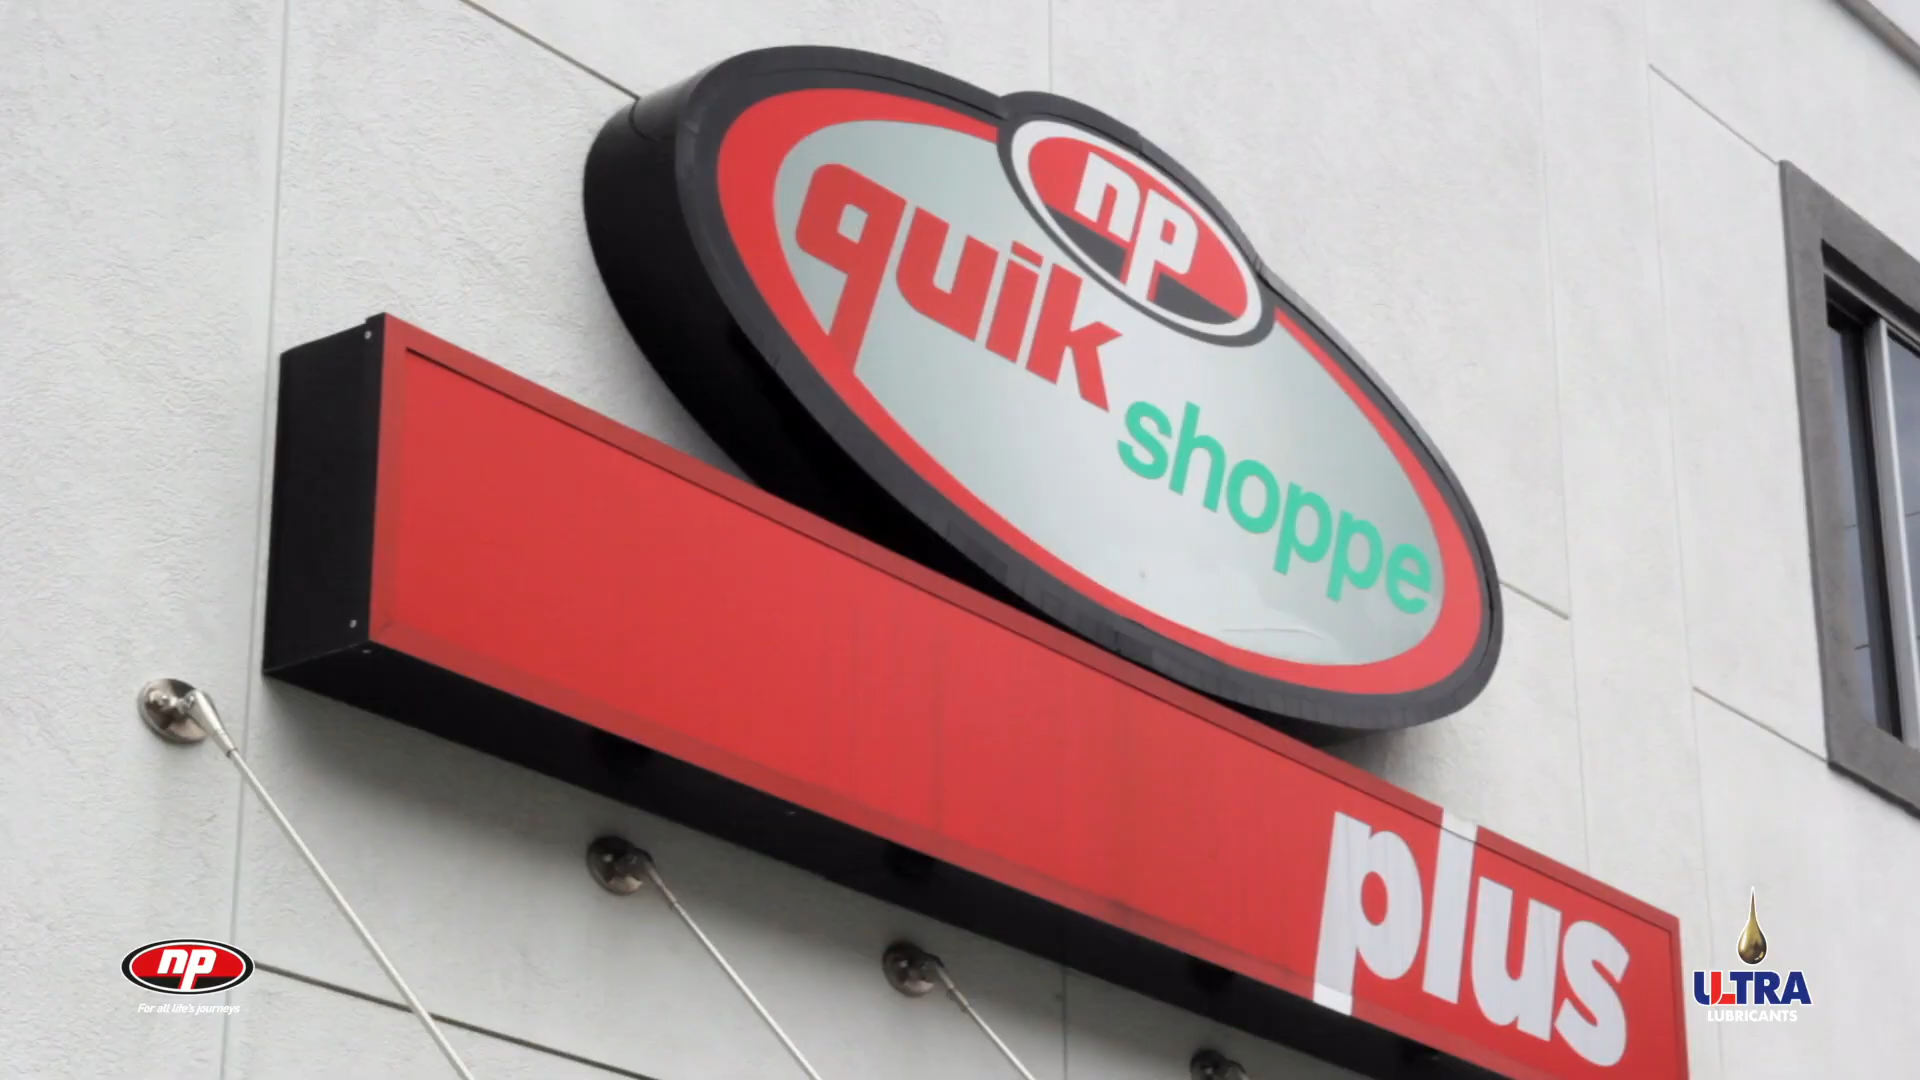 np
quik
shoppe
plus
np
For all life's journeys
ULTRA
LUBRICANTS